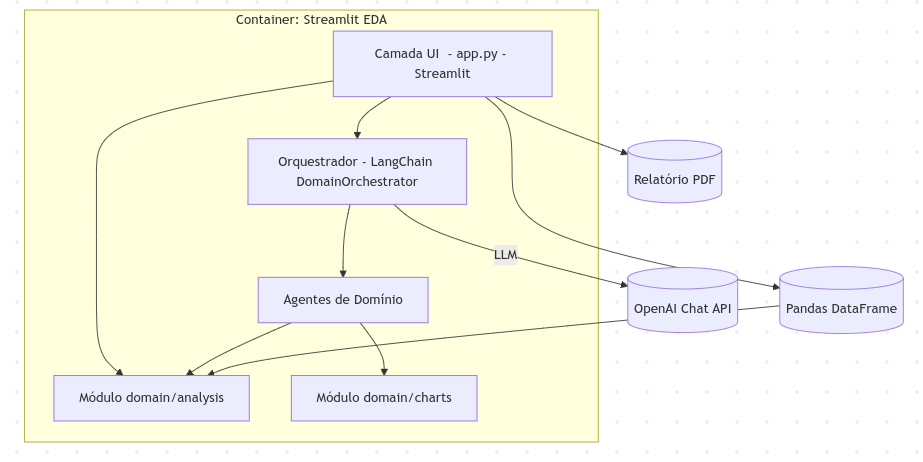 Container: Streamlit EDA
Camada UI - app.py -
Streamlit
Orquestrador - LangChain
DomainOrchestrator
Relatório PDF
LLM
Agentes de Domínio
OpenAI Chat API
Pandas DataFrame
Módulo domain/analysis
Módulo domain/charts